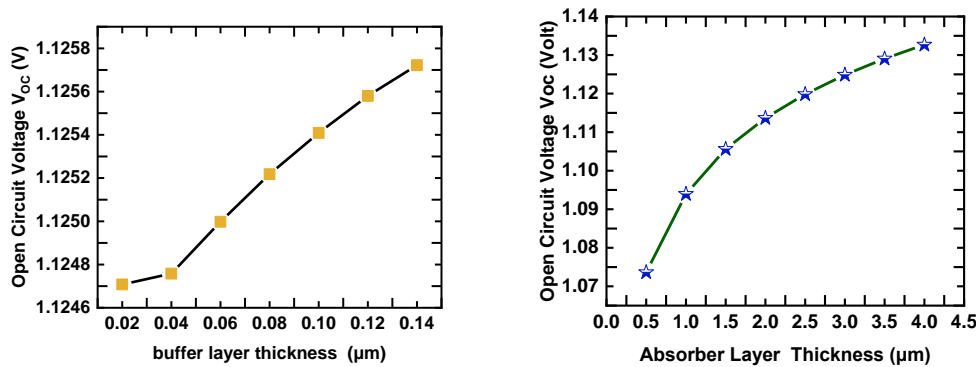 Open Circuit Voltage V_OC (V)
1.1258
1.1256
1.1254
1.1252
1.1250
1.1248
1.1246
0.02 0.04 0.06 0.08 0.10 0.12 0.14
buffer layer thickness (μm)
Open Circuit Voltage Voc (Volt)
1.14
1.13
1.12
1.11
1.10
1.09
1.08
1.07
0.0 0.5 1.0 1.5 2.0 2.5 3.0 3.5 4.0 4.5
Absorber Layer Thickness (μm)